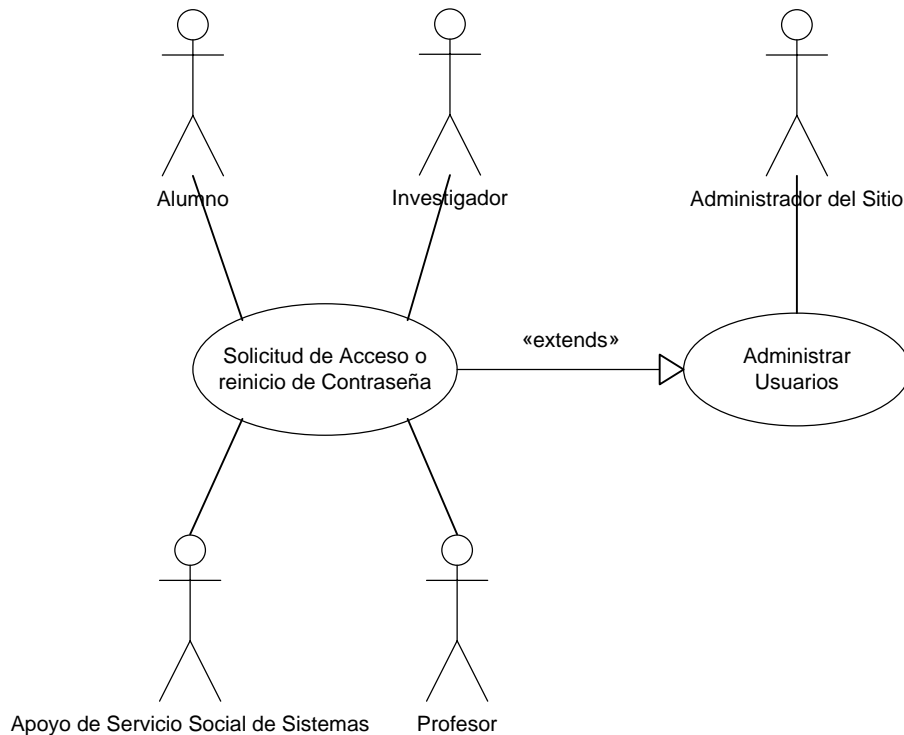 Alumno
Investigador
Administrador del Sitio
«extends»
Solicitud de Acceso o
reinicio de Contraseña
Administrar
Usuarios
Apoyo de Servicio Social de Sistemas
Profesor